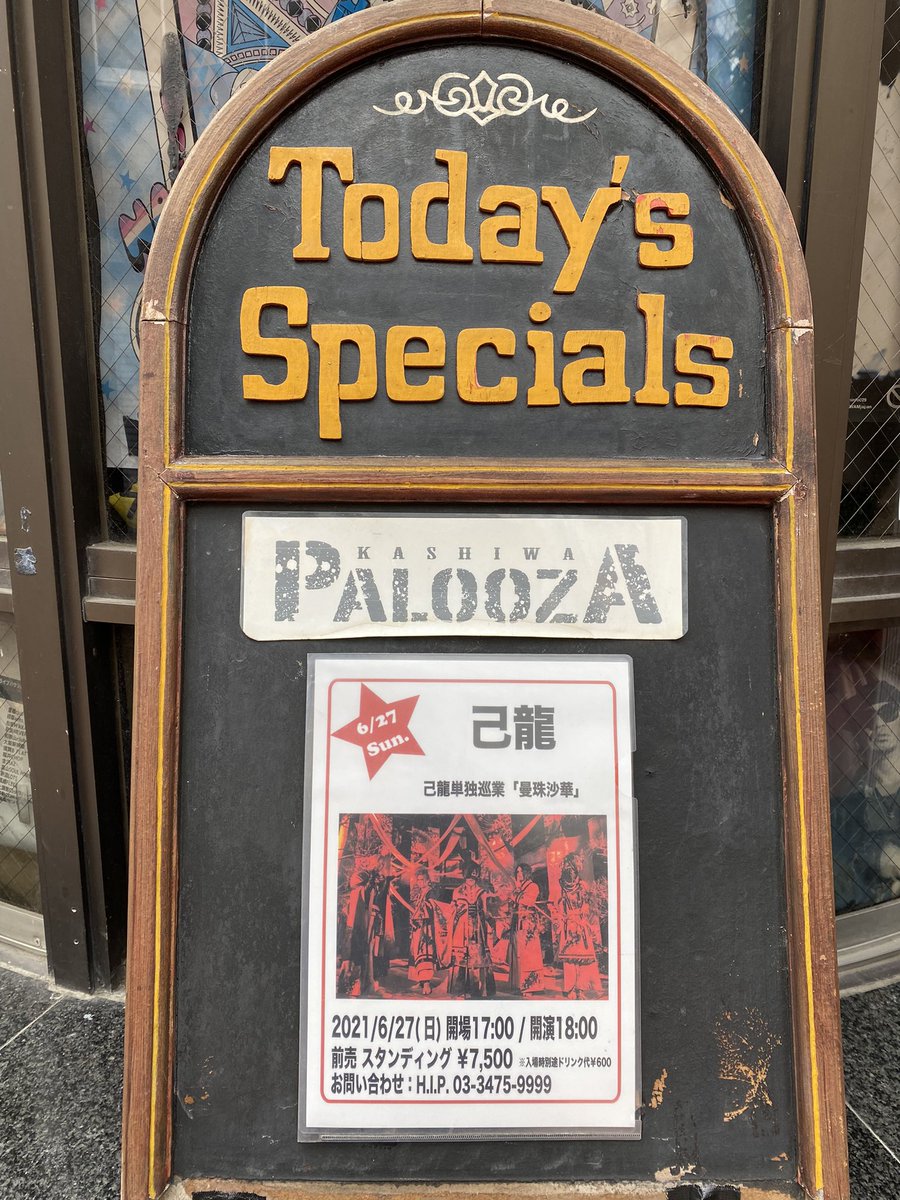 Today's
Specials
KASHIWA
PALOOZA
6/27
Sun.
己龍
己龍単独巡業「曼珠沙華」
2021/6/27(日) 開場17:00 / 開演18:00
前売 スタンディング ¥7,500 ※入場時別途ドリンク代¥600
お問い合わせ：H.I.P. 03-3475-9999